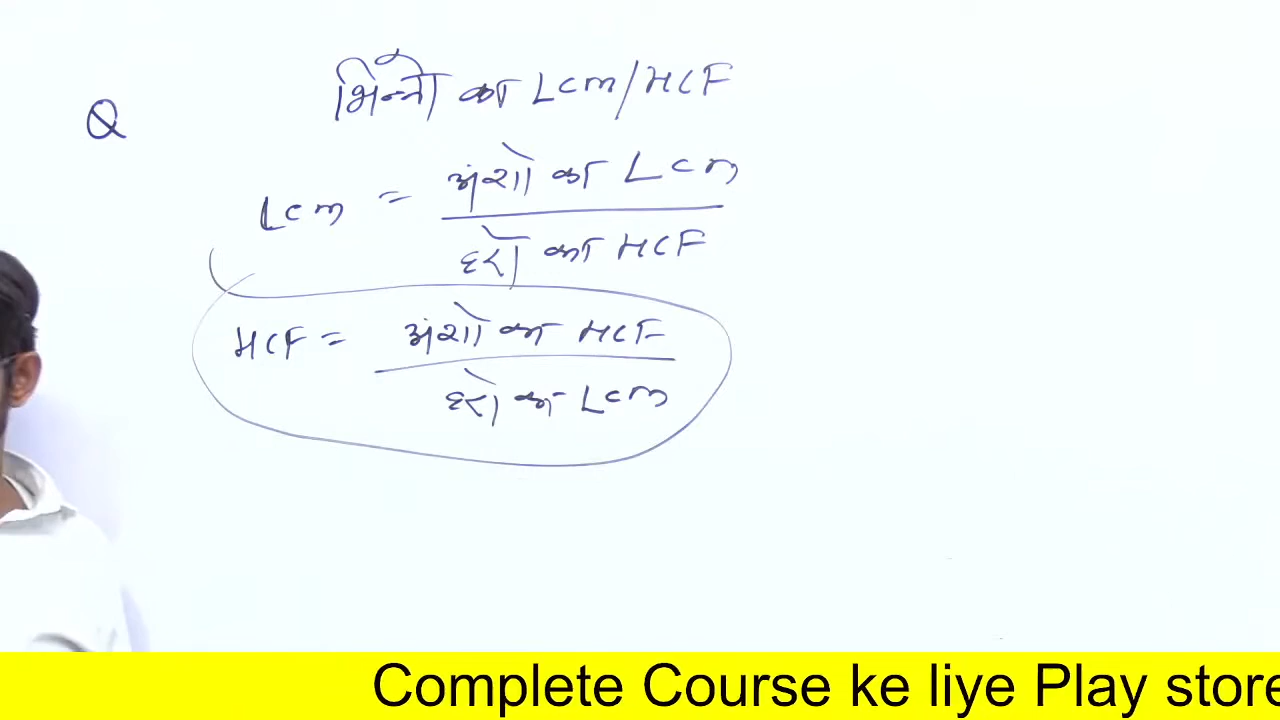 भिन्नो का LCM/HCF
Q
LCM = अंशो का LCM
हरो का HCF
HCF = अंशो का HCF
हरो का LCM
Complete Course ke liye Play store